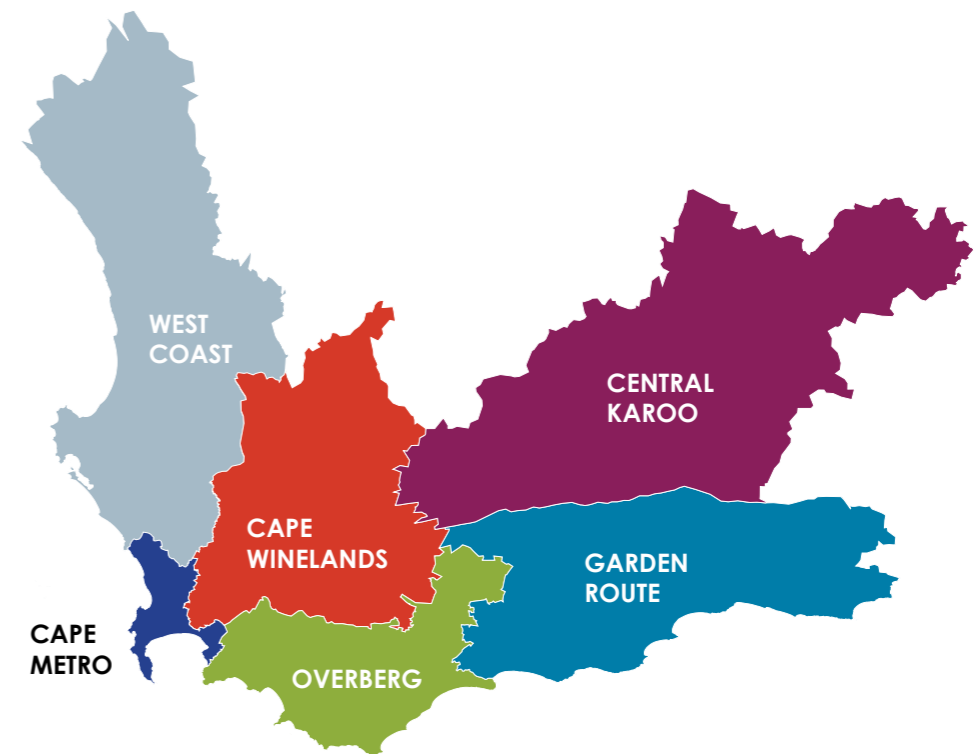 WEST
COAST
CENTRAL
KAROO
CAPE
WINELANDS
GARDEN
ROUTE
CAPE
METRO
OVERBERG